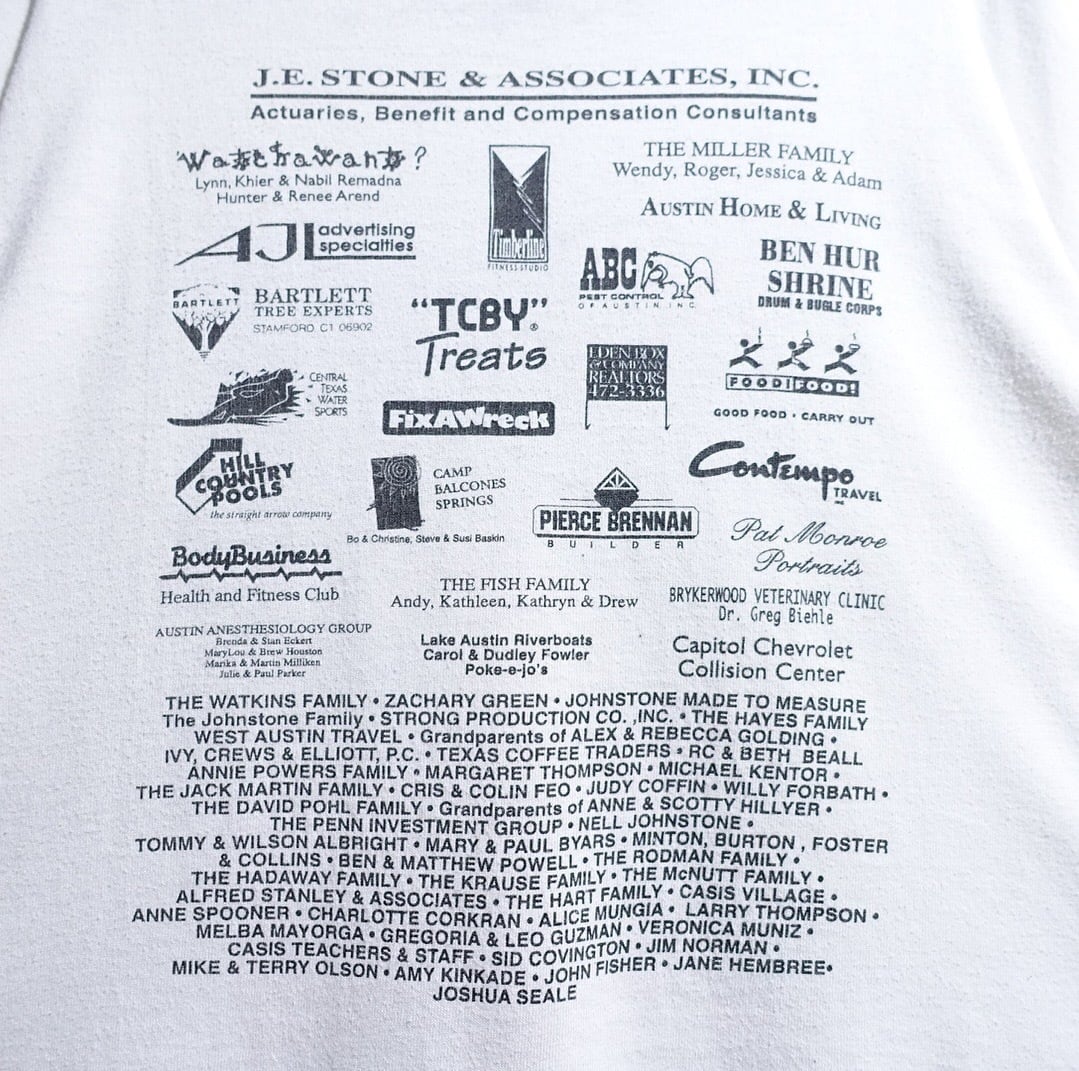 J.E. STONE & ASSOCIATES, INC.
Actuaries, Benefit and Compensation Consultants
Watchawant?
Lynn, Khier & Nabil Remadna
Hunter & Renee Arend
Timberline
FITNESS STUDIO
THE MILLER FAMILY
Wendy, Roger, Jessica & Adam
AUSTIN HOME & LIVING
AJL advertising
specialties
ABC
PEST CONTROL
OF AUSTIN, INC.
BEN HUR
SHRINE
DRUM & BUGLE CORPS
BARTLETT
BARTLETT
TREE EXPERTS
STAMFORD CT 06902
"TCBY"®
Treats
EDEN BOX
& COMPANY
REALTORS
472-3336
FOOD!FOOD!
GOOD FOOD · CARRY OUT
CENTRAL
TEXAS
WATER
SPORTS
FixAWreck
HILL
COUNTRY
POOLS
the straight arrow company
CAMP
BALCONES
SPRINGS
Bo & Christine, Steve & Susi Baskin
PIERCE BRENNAN
BUILDER
Contempo
TRAVEL
INC
Pat Monroe
Portraits
BodyBusiness
Health and Fitness Club
THE FISH FAMILY
Andy, Kathleen, Kathryn & Drew
BRYKERWOOD VETERINARY CLINIC
Dr. Greg Biehle
AUSTIN ANESTHESIOLOGY GROUP
Brenda & Stan Eckert
MaryLou & Brew Houston
Marika & Martin Milliken
Julie & Paul Parker
Lake Austin Riverboats
Carol & Dudley Fowler
Poke-e-jo's
Capitol Chevrolet
Collision Center
THE WATKINS FAMILY • ZACHARY GREEN • JOHNSTONE MADE TO MEASURE
The Johnstone Family • STRONG PRODUCTION CO. ,INC. • THE HAYES FAMILY
WEST AUSTIN TRAVEL • Grandparents of ALEX & REBECCA GOLDING •
IVY, CREWS & ELLIOTT, P.C. • TEXAS COFFEE TRADERS • RC & BETH BEALL
ANNIE POWERS FAMILY • MARGARET THOMPSON • MICHAEL KENTOR •
THE JACK MARTIN FAMILY • CRIS & COLIN FEO • JUDY COFFIN • WILLY FORBATH •
THE DAVID POHL FAMILY • Grandparents of ANNE & SCOTTY HILLYER •
THE PENN INVESTMENT GROUP • NELL JOHNSTONE •
TOMMY & WILSON ALBRIGHT • MARY & PAUL BYARS • MINTON, BURTON , FOSTER
& COLLINS • BEN & MATTHEW POWELL • THE RODMAN FAMILY •
THE HADAWAY FAMILY • THE KRAUSE FAMILY • THE McNUTT FAMILY •
ALFRED STANLEY & ASSOCIATES • THE HART FAMILY • CASIS VILLAGE •
ANNE SPOONER • CHARLOTTE CORKRAN • ALICE MUNGIA • LARRY THOMPSON •
MELBA MAYORGA • GREGORIA & LEO GUZMAN • VERONICA MUNIZ •
CASIS TEACHERS & STAFF • SID COVINGTON • JIM NORMAN •
MIKE & TERRY OLSON • AMY KINKADE • JOHN FISHER • JANE HEMBREE•
JOSHUA SEALE